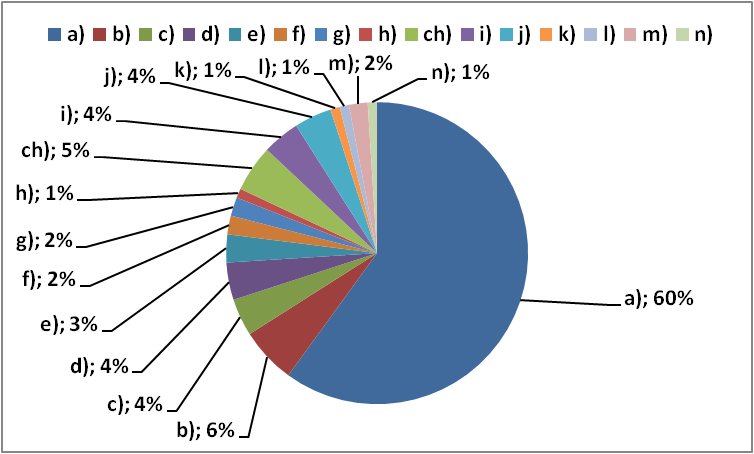 a) b) c) d) e) f) g) h) ch) i) j) k) l) m) n)
a); 60%
b); 6%
c); 4%
d); 4%
e); 3%
f); 2%
g); 2%
h); 1%
ch); 5%
i); 4%
j); 4%
k); 1%
l); 1%
m); 2%
n); 1%